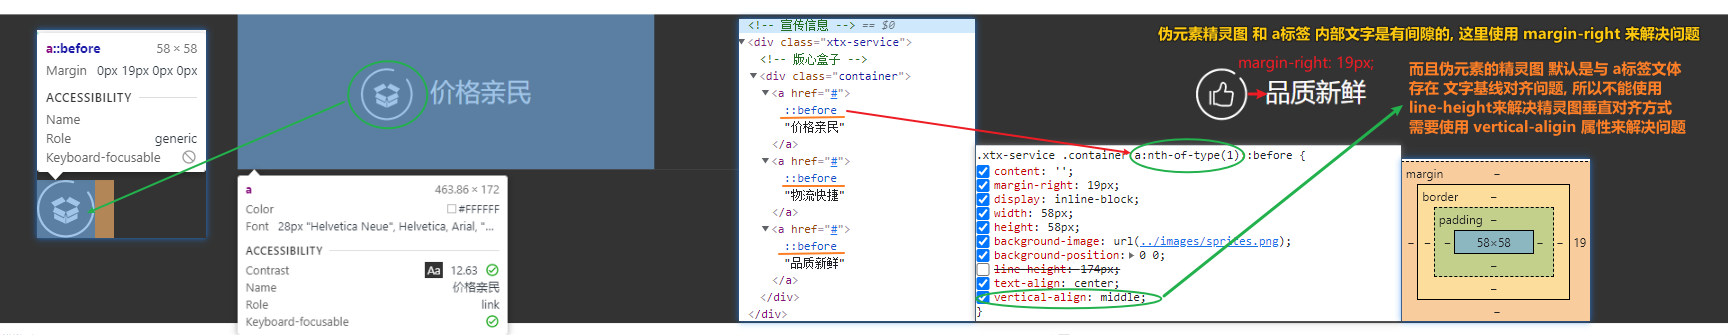 a::before 58 × 58
Margin 0px 19px 0px 0px
ACCESSIBILITY
Name
Role generic
Keyboard-focusable
价格亲民
a 463.86 × 172
Color #FFFFFF
Font 28px "Helvetica Neue", Helvetica, Arial, "...
ACCESSIBILITY
Contrast Aa 12.63
Name 价格亲民
Role link
Keyboard-focusable
<!-- 宣传信息 --> == $0
<div class="xtx-service">
<!-- 版心盒子 -->
<div class="container">
<a href="#">
::before
"价格亲民"
</a>
<a href="#">
::before
"物流快捷"
</a>
<a href="#">
::before
"品质新鲜"
</a>
</div>
</div>
伪元素精灵图 和 a标签 内部文字是有间隙的, 这里使用 margin-right 来解决问题
margin-right: 19px;
品质新鲜
而且伪元素的精灵图 默认是与 a标签文体
存在 文字基线对齐问题, 所以不能使用
line-height来解决精灵图垂直对齐方式
需要使用 vertical-aligin 属性来解决问题
.xtx-service .container a:nth-of-type(1)::before {
content: '';
margin-right: 19px;
display: inline-block;
width: 58px;
height: 58px;
background-image: url(../images/sprites.png);
background-position: 0 0;
line-height: 174px;
text-align: center;
vertical-align: middle;
}
margin –
border –
padding –
– – – 58×58 – – 19
–
–
–